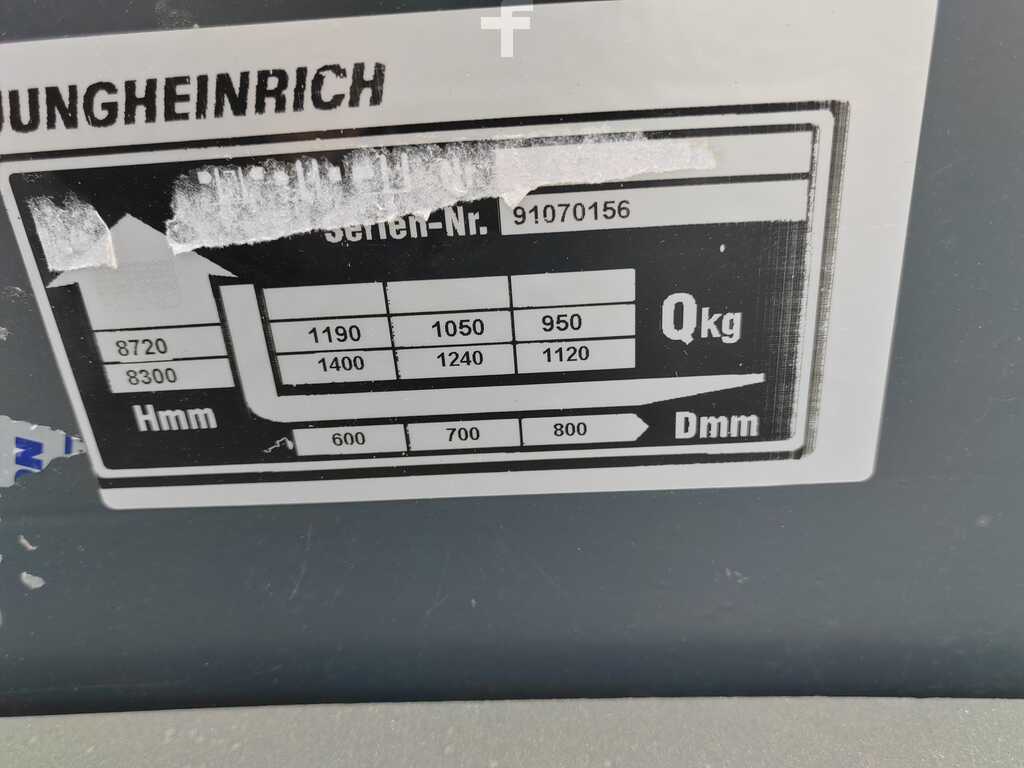 JUNGHEINRICH
Serien-Nr. 91070156
8720 1190 1050 950
8300 1400 1240 1120
Qkg
Hmm
600 700 800 Dmm